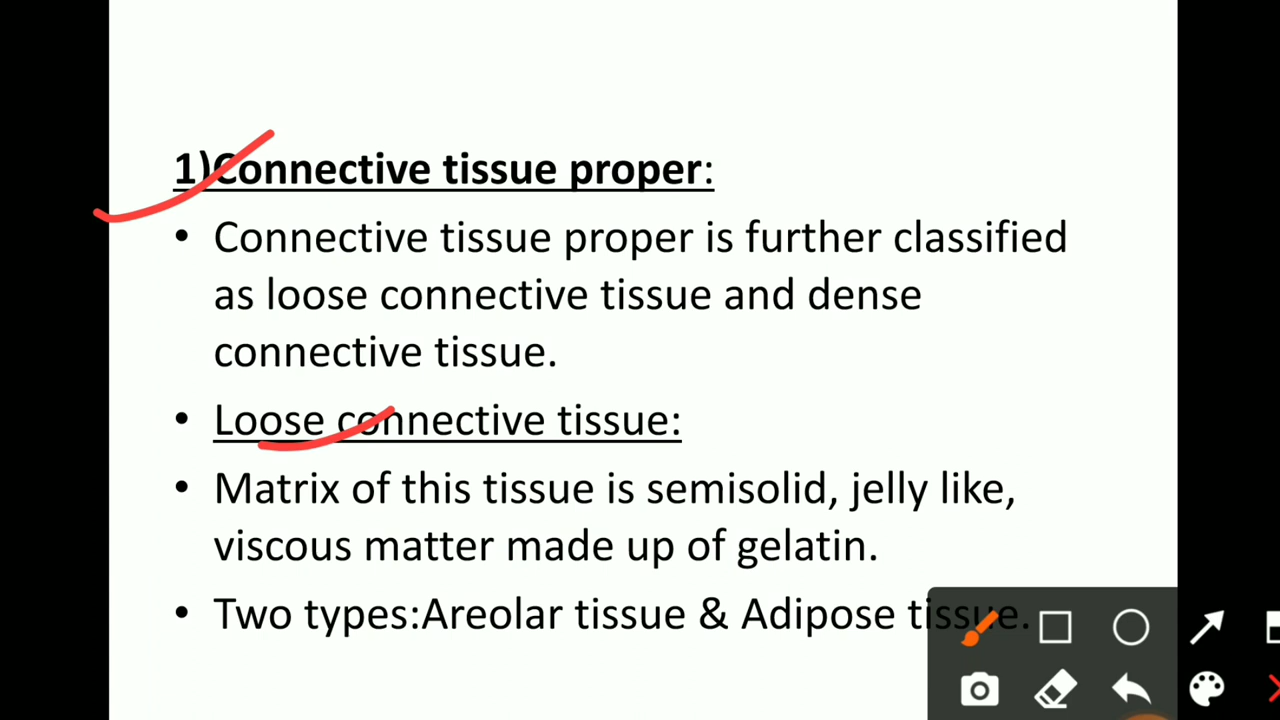 1)Connective tissue proper:
• Connective tissue proper is further classified
as loose connective tissue and dense
connective tissue.
• Loose connective tissue:
• Matrix of this tissue is semisolid, jelly like,
viscous matter made up of gelatin.
• Two types:Areolar tissue & Adipose tissue.